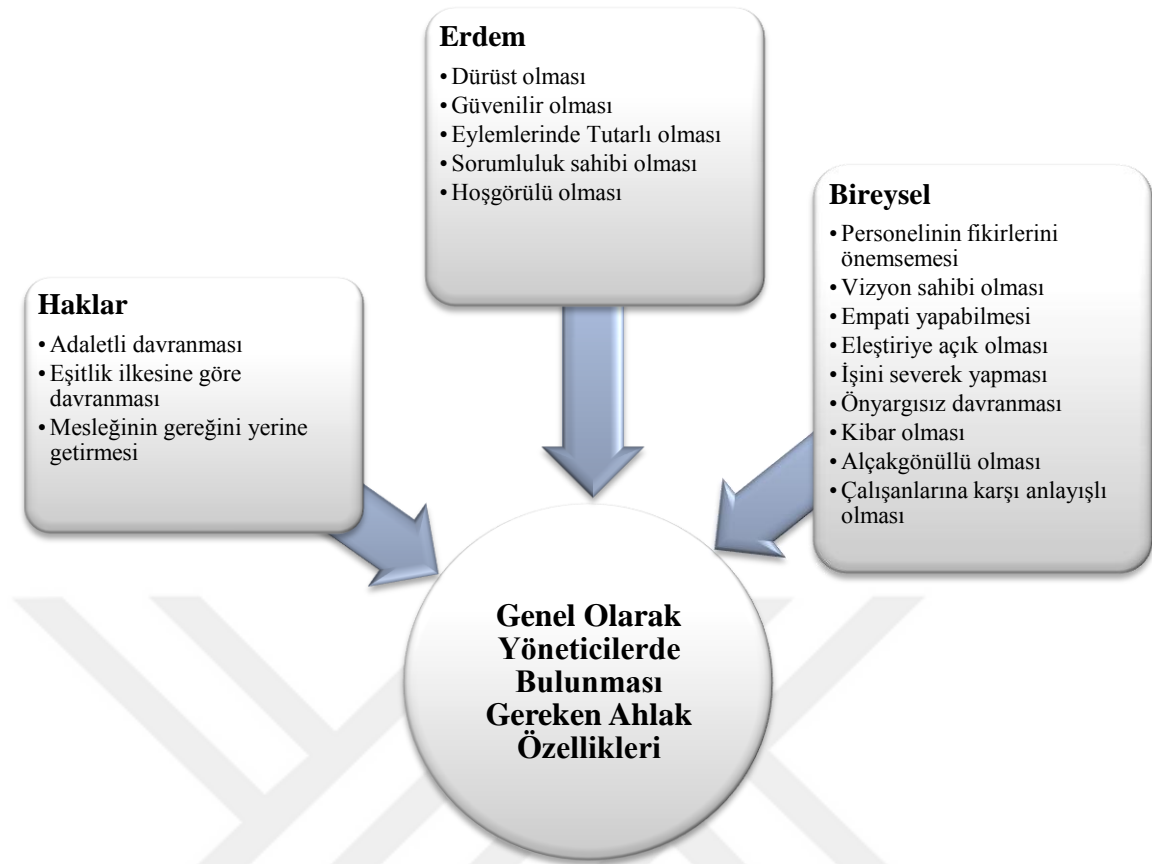 Erdem
• Dürüst olması
• Güvenilir olması
• Eylemlerinde Tutarlı olması
• Sorumluluk sahibi olması
• Hoşgörülü olması
Haklar
• Adaletli davranması
• Eşitlik ilkesine göre
davranması
• Mesleğinin gereğini yerine
getirmesi
Bireysel
• Personelinin fikirlerini
önemsemesi
• Vizyon sahibi olması
• Empati yapabilmesi
• Eleştiriye açık olması
• İşini severek yapması
• Önyargısız davranması
• Kibar olması
• Alçakgönüllü olması
• Çalışanlarına karşı anlayışlı
olması
Genel Olarak
Yöneticilerde
Bulunması
Gereken Ahlak
Özellikleri